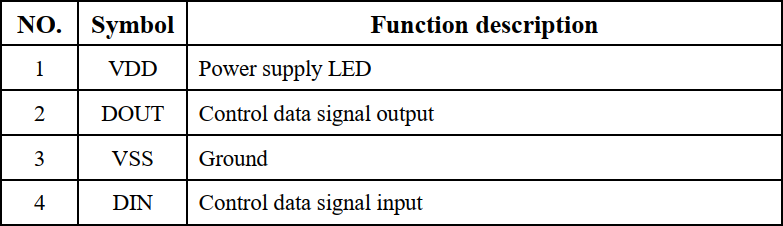 NO. Symbol Function description
1 VDD Power supply LED
2 DOUT Control data signal output
3 VSS Ground
4 DIN Control data signal input